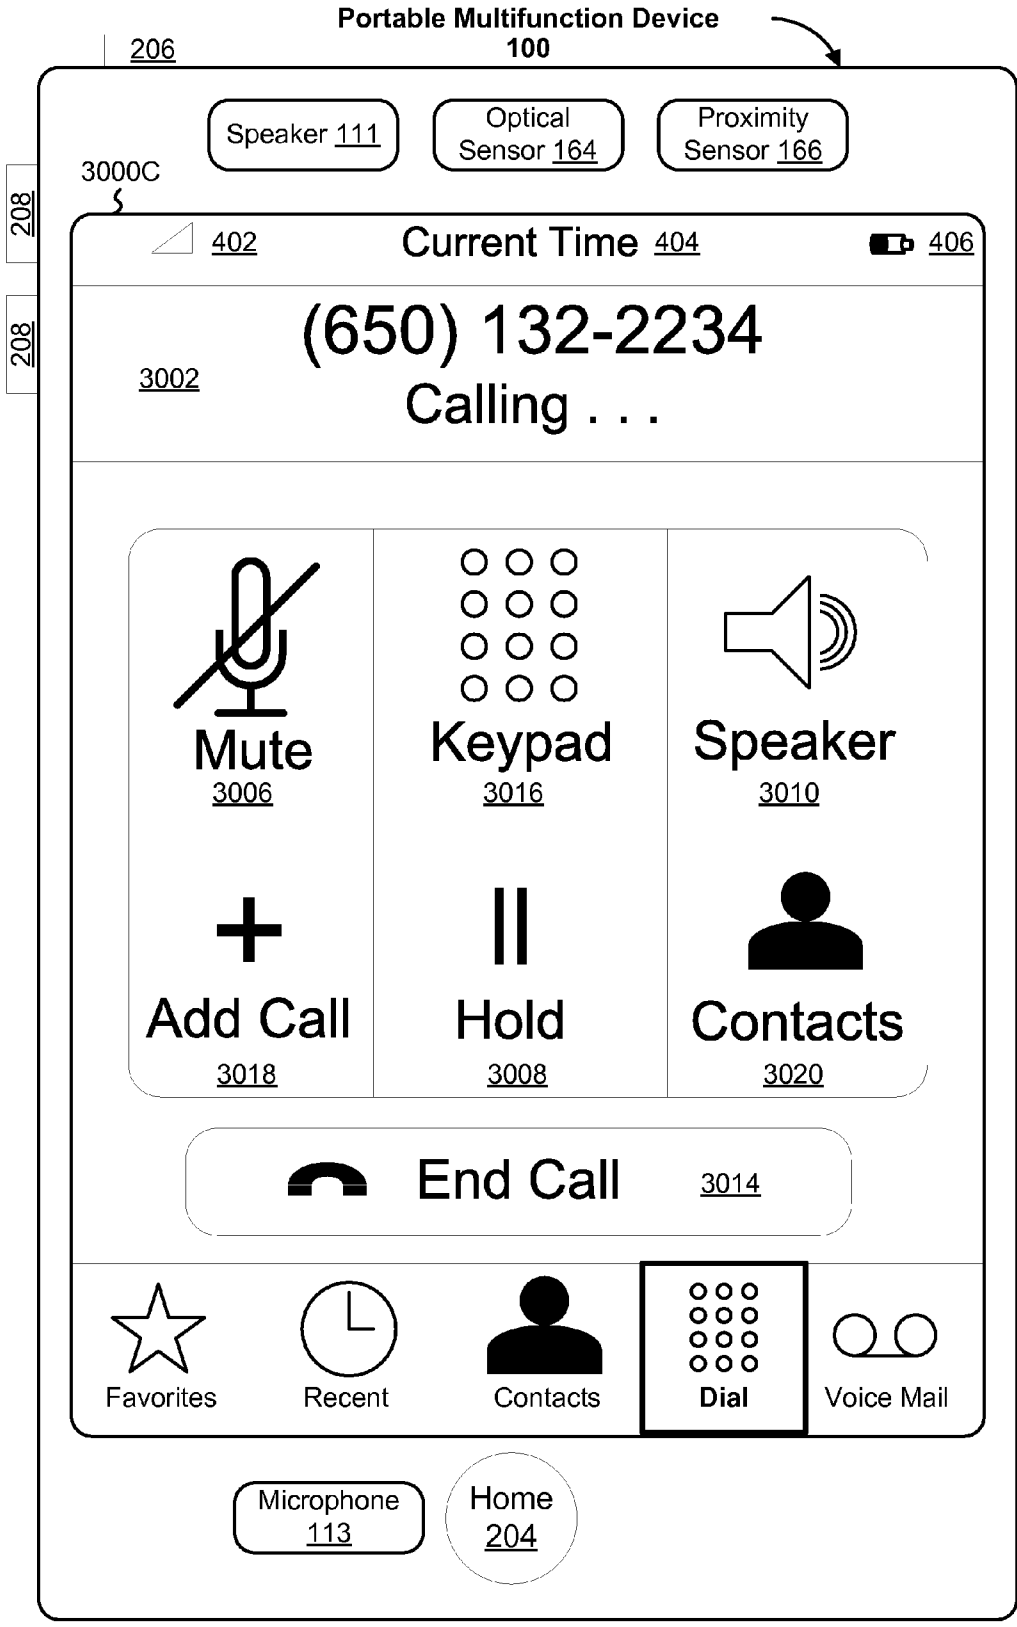 Portable Multifunction Device
100
206
Speaker 111
Optical
Sensor 164
Proximity
Sensor 166
3000C
208
208
402
Current Time 404
406
(650) 132-2234
3002
Calling . . .
Mute
3006
Keypad
3016
Speaker
3010
Add Call
3018
Hold
3008
Contacts
3020
End Call
3014
Favorites
Recent
Contacts
Dial
Voice Mail
Microphone
113
Home
204